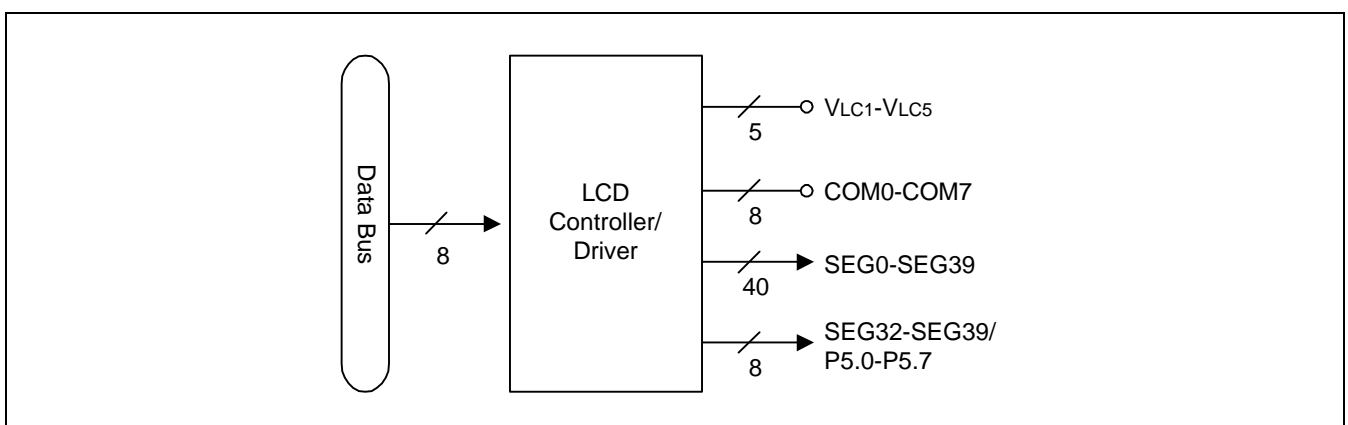 Data Bus
8
LCD
Controller/
Driver
VLC1-VLC5
5
COM0-COM7
8
SEG0-SEG39
40
SEG32-SEG39/
P5.0-P5.7
8